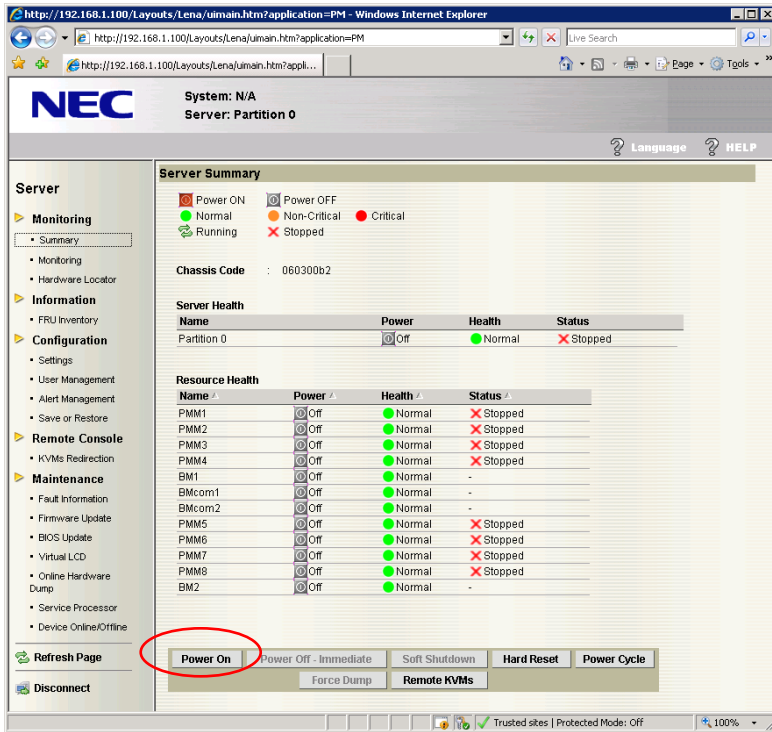 http://192.168.1.100/Layouts/Lena/uimain.htm?application=PM - Windows Internet Explorer
http://192.168.1.100/Layouts/Lena/uimain.htm?application=PM
Live Search
http://192.168.1.100/Layouts/Lena/uimain.htm?appli...
Page
Tools
NEC
System: N/A
Server: Partition 0
Language
HELP
Server
Monitoring
Summary
Monitoring
Hardware Locator
Information
FRU Inventory
Configuration
Settings
User Management
Alert Management
Save or Restore
Remote Console
KVMs Redirection
Maintenance
Fault Information
Firmware Update
BIOS Update
Virtual LCD
Online Hardware
Dump
Service Processor
Device Online/Offline
Refresh Page
Disconnect
Server Summary
Power ON Power OFF
Normal Non-Critical Critical
Running Stopped
Chassis Code : 060300b2
Server Health
Name Power Health Status
Partition 0 Off Normal Stopped
Resource Health
Name Power Health Status
PMM1 Off Normal Stopped
PMM2 Off Normal Stopped
PMM3 Off Normal Stopped
PMM4 Off Normal Stopped
BM1 Off Normal -
BMcom1 Off Normal -
BMcom2 Off Normal -
PMM5 Off Normal Stopped
PMM6 Off Normal Stopped
PMM7 Off Normal Stopped
PMM8 Off Normal Stopped
BM2 Off Normal -
Power On Power Off - Immediate Soft Shutdown Hard Reset Power Cycle
Force Dump Remote KVMs
Trusted sites | Protected Mode: Off
100%